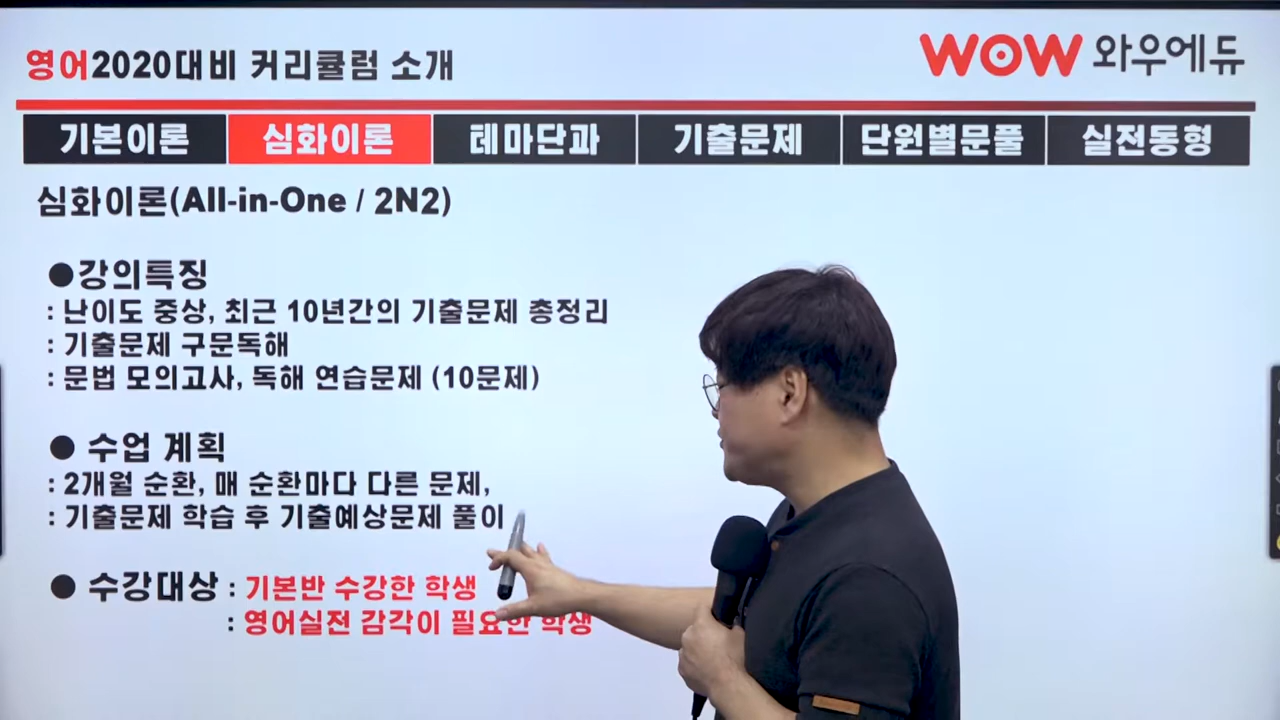 영어2020대비 커리큘럼 소개
WOW 와우에듀
기본이론 심화이론 테마단과 기출문제 단원별문풀 실전동형
심화이론(All-in-One / 2N2)
●강의특징
: 난이도 중상, 최근 10년간의 기출문제 총정리
: 기출문제 구문독해
: 문법 모의고사, 독해 연습문제 (10문제)
● 수업 계획
: 2개월 순환, 매 순환마다 다른 문제,
: 기출문제 학습 후 기출예상문제 풀이
● 수강대상 : 기본반 수강한 학생
: 영어실전 감각이 필요한 학생